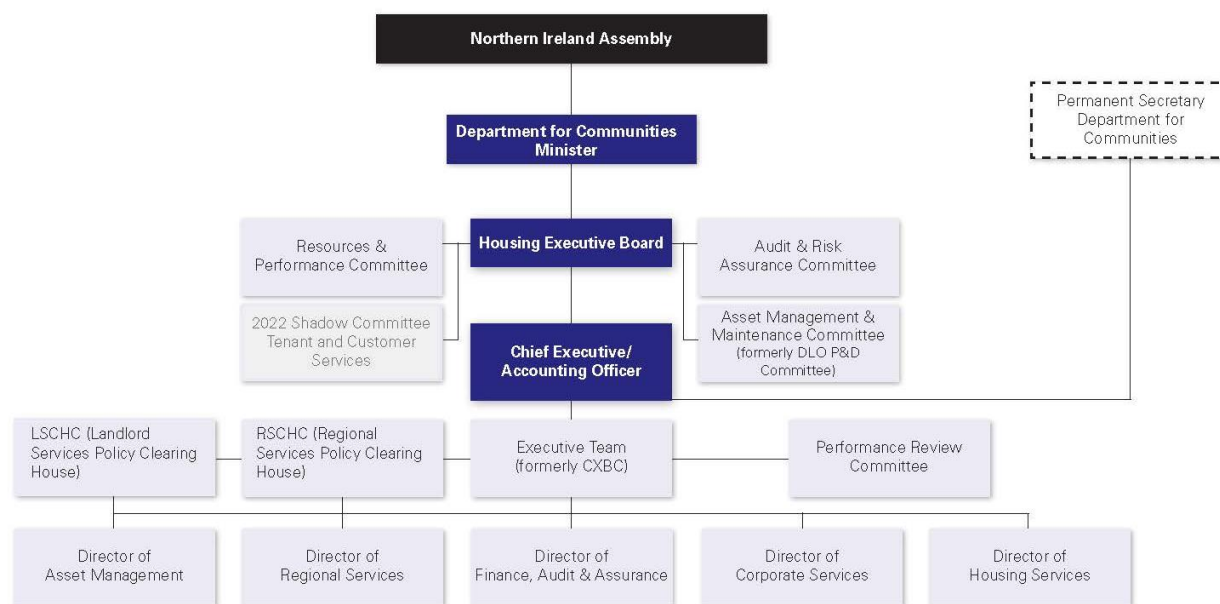 Northern Ireland Assembly
Permanent Secretary
Department for
Communities
Department for Communities
Minister
Resources &
Performance Committee
Housing Executive Board
Audit & Risk
Assurance Committee
2022 Shadow Committee
Tenant and Customer
Services
Chief Executive/
Accounting Officer
Asset Management &
Maintenance Committee
(formerly DLO P&D
Committee)
LSCHC (Landlord
Services Policy Clearing
House)
RSCHC (Regional
Services Policy Clearing
House)
Executive Team
(formerly CXBC)
Performance Review
Committee
Director of
Asset Management
Director of
Regional Services
Director of
Finance, Audit & Assurance
Director of
Corporate Services
Director of
Housing Services